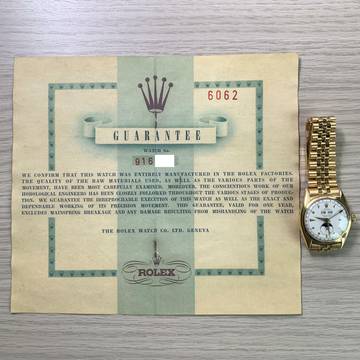 6062
GUARANTEE
WATCH No.
916
WE CONFIRM THAT THIS WATCH WAS ENTIRELY MANUFACTURED IN THE ROLEX FACTORIES.
THE QUALITY OF THE RAW MATERIALS USED, AS WELL AS THE VARIOUS PARTS OF THE
MOVEMENT, HAVE BEEN MOST CAREFULLY EXAMINED. MOREOVER, THE CONSCIENTIOUS WORK OF OUR
HOROLOGICAL ENGINEERS HAS BEEN CLOSELY FOLLOWED THROUGHOUT THE VARIOUS STAGES OF PRODUC-
TION. WE GUARANTEE THE IRREPROACHABLE EXECUTION OF THIS WATCH AS WELL AS THE EXACT AND
DEPENDABLE WORKING OF ITS PRECISION MOVEMENT. THIS GUARANTEE, VALID FOR ONE YEAR,
EXCLUDES MAINSPRING BREAKAGE AND ANY DAMAGE RESULTING FROM MISHANDLING OF THE WATCH
THE ROLEX WATCH CO. LTD. GENEVA
ROLEX